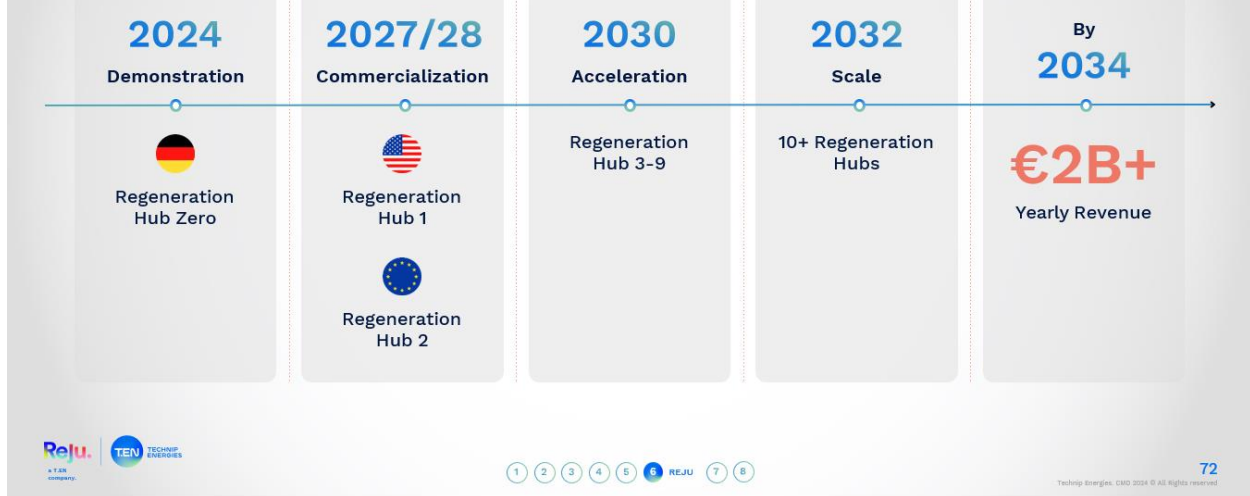 2024
Demonstration
Regeneration
Hub Zero
2027/28
Commercialization
Regeneration
Hub 1
Regeneration
Hub 2
2030
Acceleration
Regeneration
Hub 3-9
2032
Scale
10+ Regeneration
Hubs
By
2034
€2B+
Yearly Revenue
Reju.
a T.EN
company.
T.EN
TECHNIP
ENERGIES
1 2 3 4 5 6 REJU 7 8
72
Technip Energies: CMD 2024 © All Rights reserved